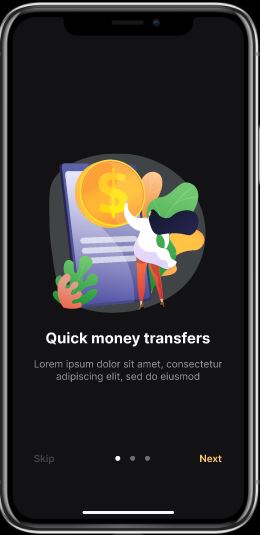 $
Quick money transfers
Lorem ipsum dolor sit amet, consectetur
adipiscing elit, sed do eiusmod
Skip
Next